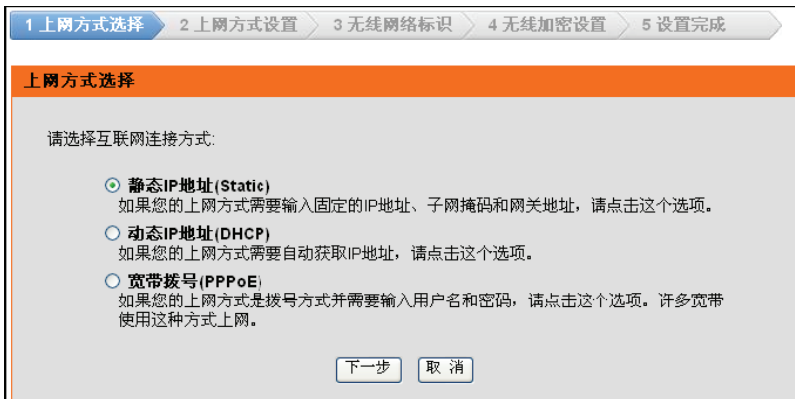 1 上网方式选择 2 上网方式设置 3 无线网络标识 4 无线加密设置 5 设置完成
上网方式选择
请选择互联网连接方式:
静态IP地址(Static)
如果您的上网方式需要输入固定的IP地址、子网掩码和网关地址，请点击这个选项。
动态IP地址(DHCP)
如果您的上网方式需要自动获取IP地址，请点击这个选项。
宽带拨号(PPPoE)
如果您的上网方式是拨号方式并需要输入用户名和密码，请点击这个选项。许多宽带
使用这种方式上网。
下一步 取 消